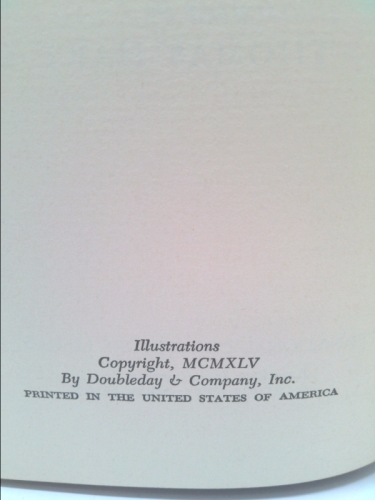 Illustrations
Copyright, MCMXLV
By Doubleday & Company, Inc.
PRINTED IN THE UNITED STATES OF AMERICA